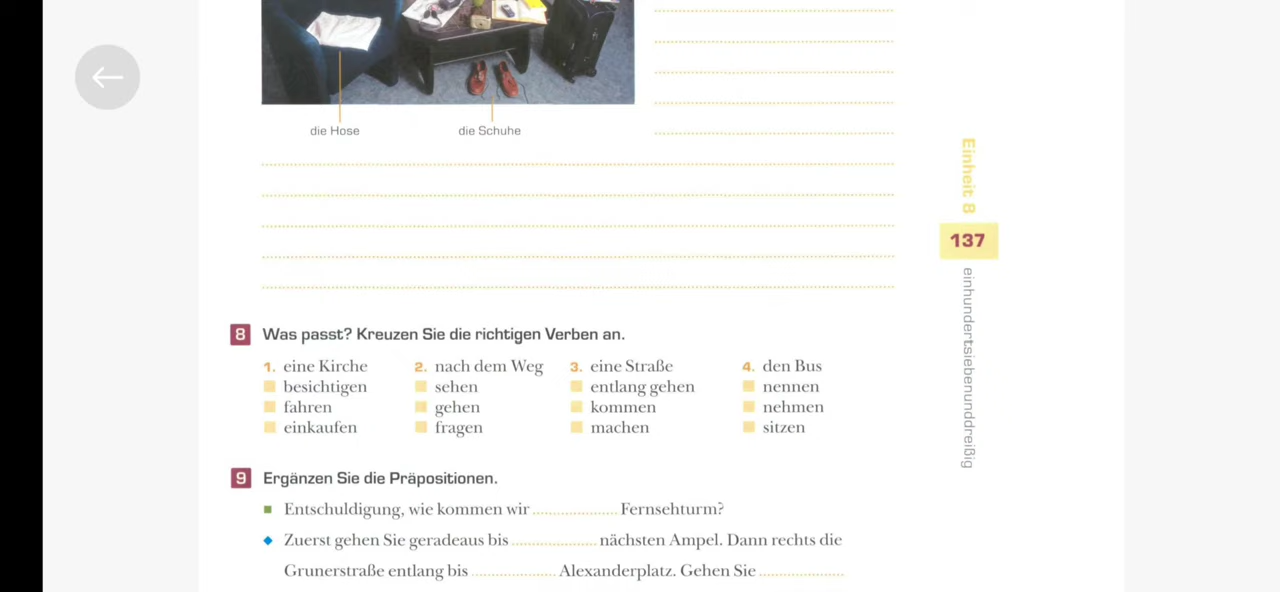 die Hose die Schuhe
Einheit 8
137
einhundertsiebenunddreißig
8 Was passt? Kreuzen Sie die richtigen Verben an.
1. eine Kirche
besichtigen
fahren
einkaufen
2. nach dem Weg
sehen
gehen
fragen
3. eine Straße
entlang gehen
kommen
machen
4. den Bus
nennen
nehmen
sitzen
9 Ergänzen Sie die Präpositionen.
Entschuldigung, wie kommen wir Fernsehturm?
Zuerst gehen Sie geradeaus bis nächsten Ampel. Dann rechts die
Grunerstraße entlang bis Alexanderplatz. Gehen Sie